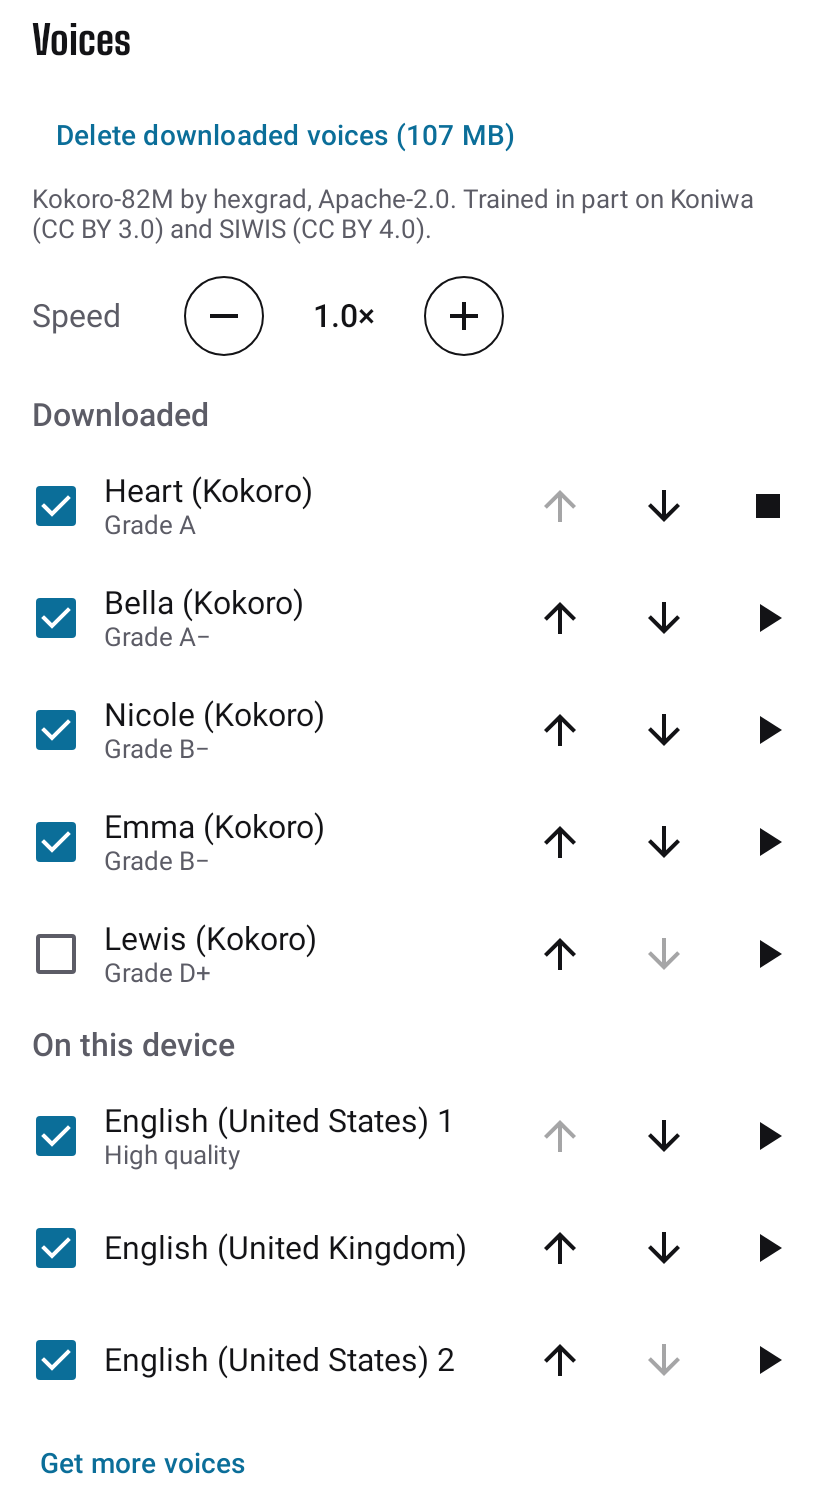 Voices
Delete downloaded voices (107 MB)
Kokoro-82M by hexgrad, Apache-2.0. Trained in part on Koniwa
(CC BY 3.0) and SIWIS (CC BY 4.0).
Speed
1.0×
Downloaded
Heart (Kokoro)
Grade A
Bella (Kokoro)
Grade A−
Nicole (Kokoro)
Grade B−
Emma (Kokoro)
Grade B−
Lewis (Kokoro)
Grade D+
On this device
English (United States) 1
High quality
English (United Kingdom)
English (United States) 2
Get more voices